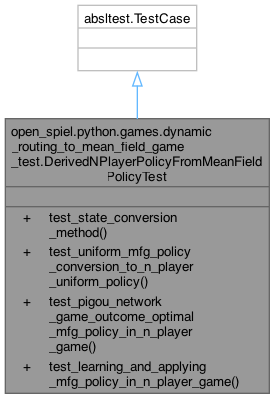 absltest.TestCase
open_spiel.python.games.dynamic
_routing_to_mean_field_game
_test.DerivedNPlayerPolicyFromMeanField
PolicyTest
+ test_state_conversion
_method()
+ test_uniform_mfg_policy
_conversion_to_n_player
_uniform_policy()
+ test_pigou_network
_game_outcome_optimal
_mfg_policy_in_n_player
_game()
+ test_learning_and_applying
_mfg_policy_in_n_player_game()